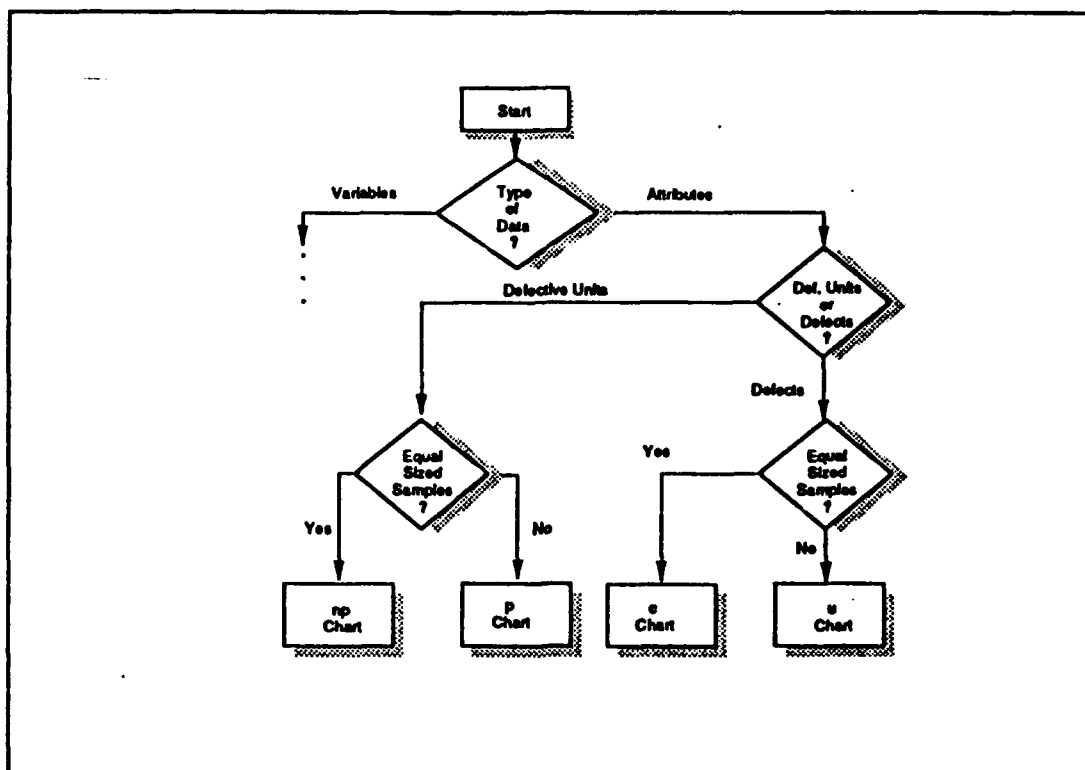 Start
Variables
Type
of
Data
?
Attributes
Defective Units
Def. Units
or
Defects
?
Defects
Equal
Sized
Samples
?
Yes
No
Yes
Equal
Sized
Samples
?
No
np
Chart
p
Chart
c
Chart
u
Chart